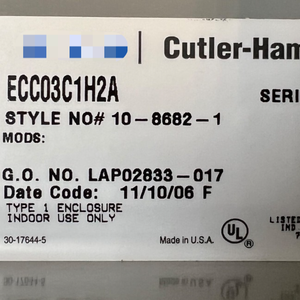 Cutler-Ham
ECC03C1H2A
SERI
STYLE NO# 10-8682-1
MODS:
G.O. NO. LAP02833-017
Date Code: 11/10/06 F
TYPE 1 ENCLOSURE
INDOOR USE ONLY
30-17644-5
Made in U.S.A.
UL
LISTED
IND
7